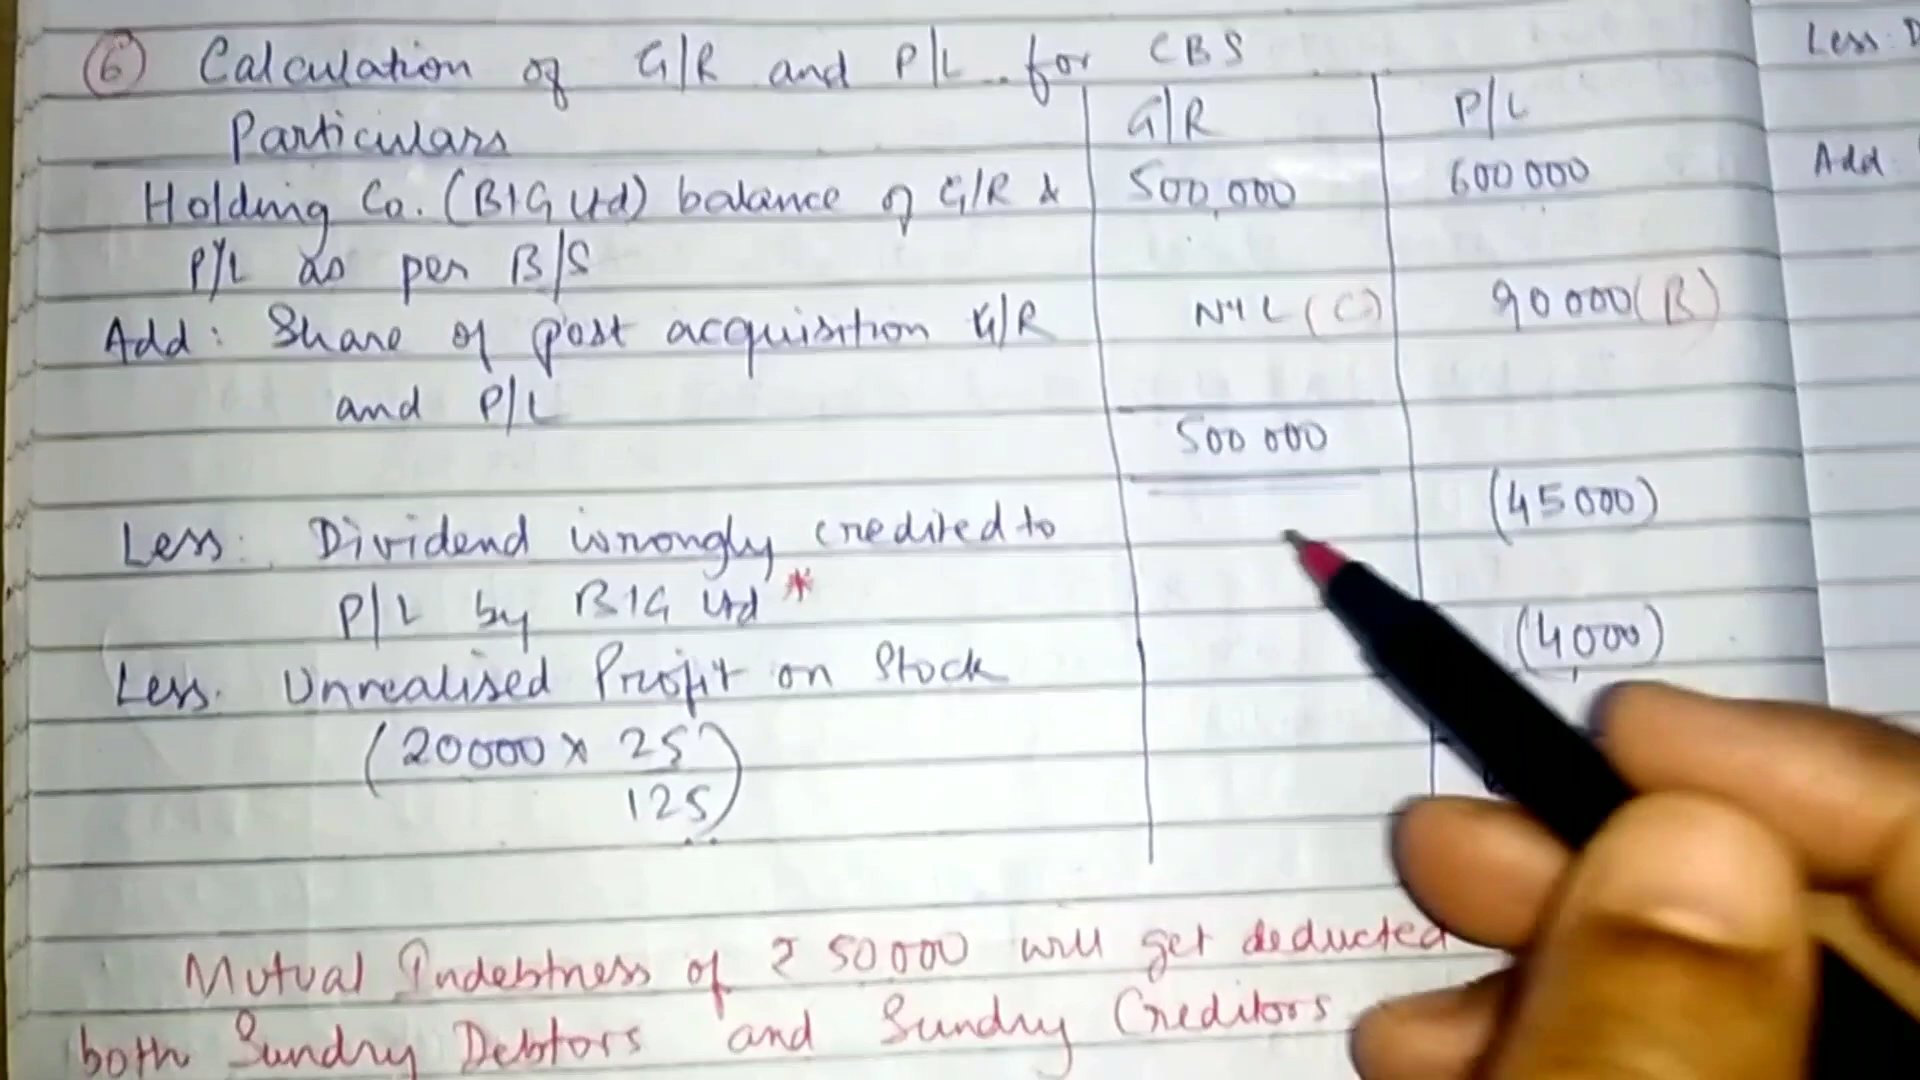 6 Calculation of G/R and P/L for CBS
Particulars G/R P/L
Holding Co. (BIG Ltd) balance of G/R & 500,000 600000
P/L as per B/S
Add: Share of post acquisition G/R NIL (C) 90000 (B)
and P/L
500000
Less: Dividend wrongly credited to (45000)
P/L by BIG Ltd *
Less. Unrealised Profit on Stock (4000)
(20000 x 25
125)
Mutual Indebtness of ₹ 50000 will get deducted
both Sundry Debtors and Sundry Creditors
Less:
Add